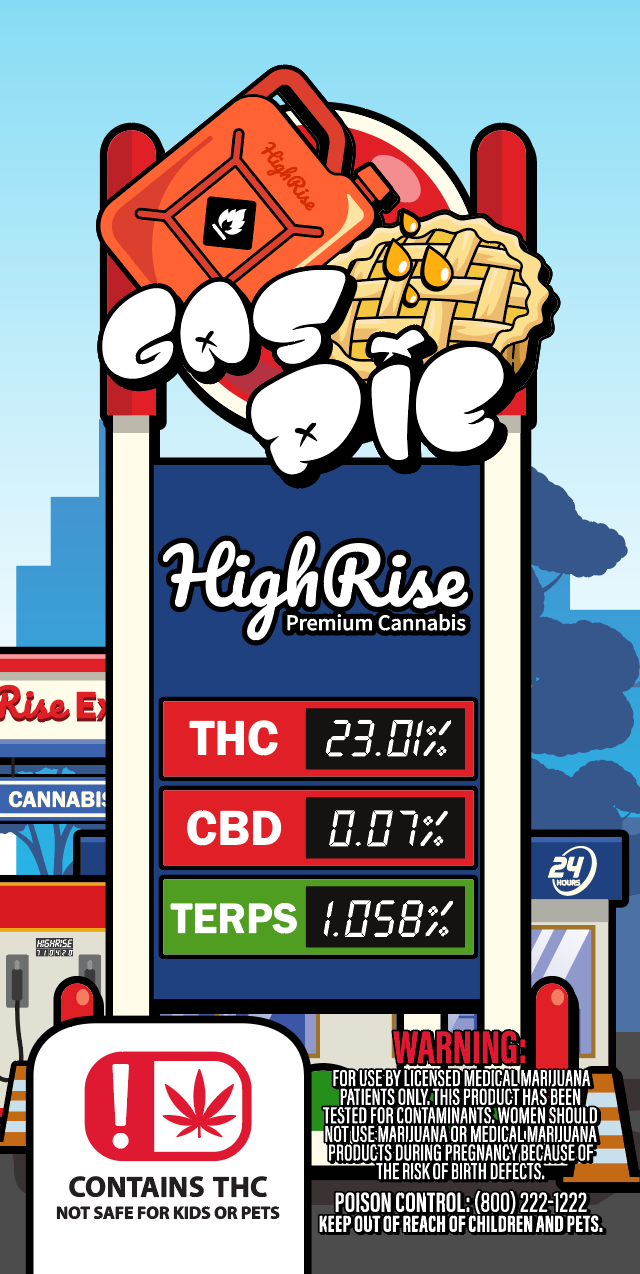 HighRise
GAS
PIE
HighRise
Premium Cannabis
THC 23.01%
CBD 0.07%
TERPS 1.058%
Rise Ex
CANNABIS
24
HOURS
HIGHRISE
710420
WARNING:
FOR USE BY LICENSED MEDICAL MARIJUANA
PATIENTS ONLY. THIS PRODUCT HAS BEEN
TESTED FOR CONTAMINANTS. WOMEN SHOULD
NOT USE MARIJUANA OR MEDICAL MARIJUANA
PRODUCTS DURING PREGNANCY BECAUSE OF
THE RISK OF BIRTH DEFECTS.
POISON CONTROL: (800) 222-1222
KEEP OUT OF REACH OF CHILDREN AND PETS.
!
CONTAINS THC
NOT SAFE FOR KIDS OR PETS